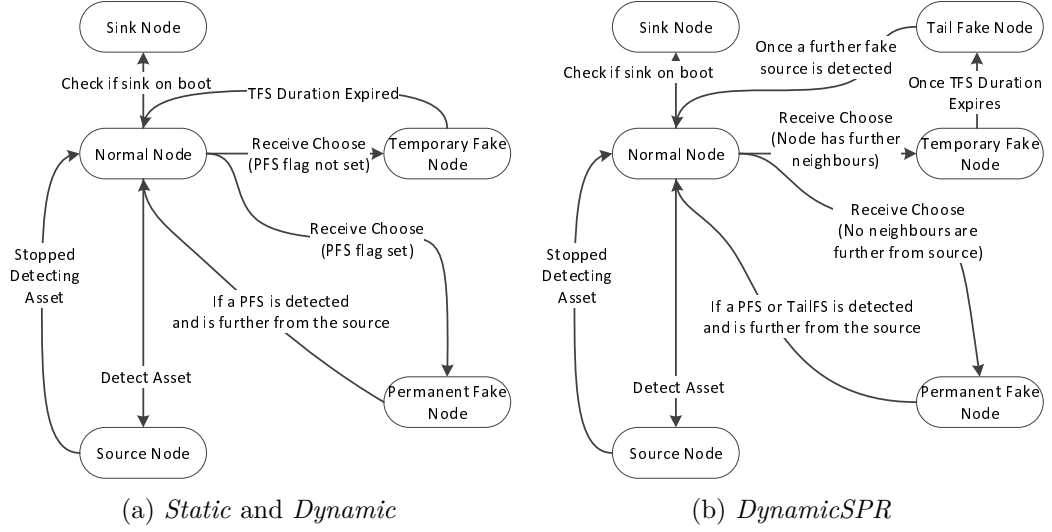 Sink Node
Check if sink on boot
TFS Duration Expired
Normal Node
Receive Choose
(PFS flag not set)
Temporary Fake
Node
Receive Choose
(PFS flag set)
Stopped
Detecting
Asset
If a PFS is detected
and is further from the source
Detect Asset
Permanent Fake
Node
Source Node
(a) Static and Dynamic
Sink Node
Tail Fake Node
Once a further fake
source is detected
Check if sink on boot
Once TFS Duration
Expires
Receive Choose
(Node has further
neighbours)
Normal Node
Temporary Fake
Node
Receive Choose
(No neighbours are
further from source)
Stopped
Detecting
Asset
If a PFS or TailFS is detected
and is further from the source
Detect Asset
Permanent Fake
Node
Source Node
(b) DynamicSPR